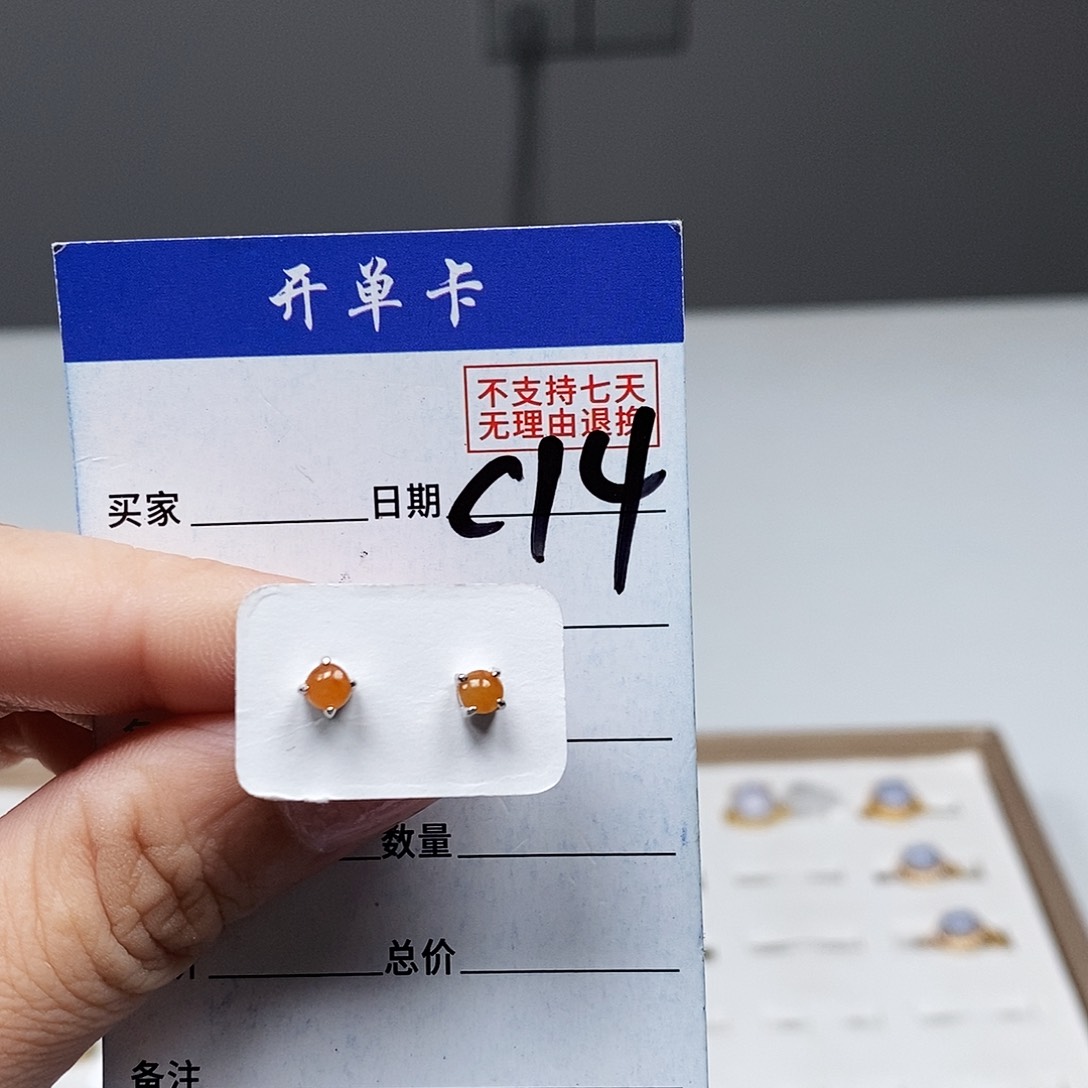 开单卡
不支持七天
无理由退换
买家 日期 C14
数量
总价
备注